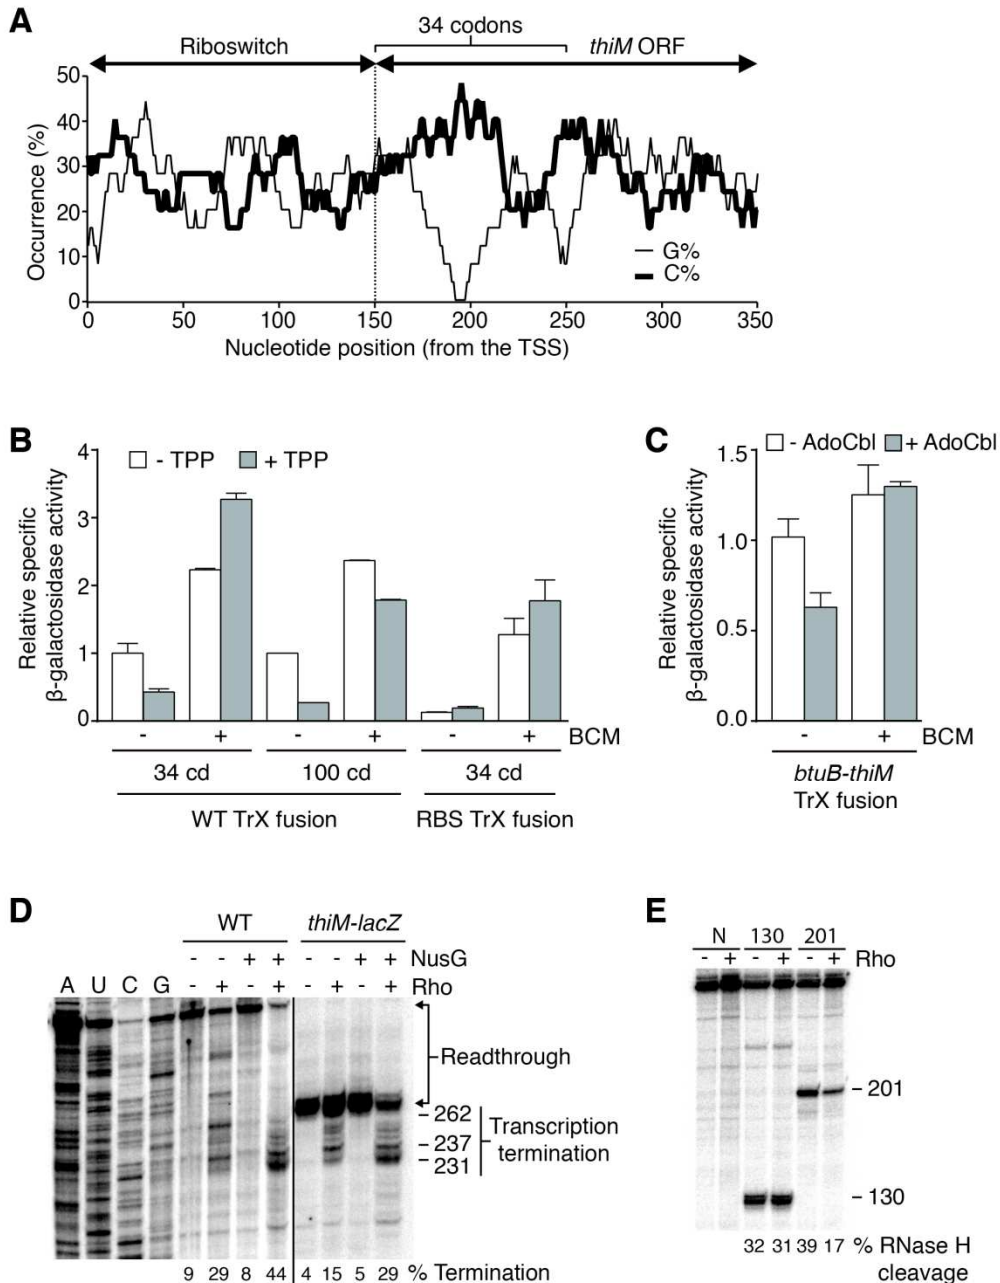 A
34 codons
Riboswitch
thiM ORF
50
40
30
20
10
0
Occurrence (%)
G%
C%
0 50 100 150 200 250 300 350
Nucleotide position (from the TSS)
B
4
3
2
1
0
Relative specific
β-galactosidase activity
- TPP + TPP
- + - + - + BCM
34 cd 100 cd 34 cd
WT TrX fusion RBS TrX fusion
C
- AdoCbl + AdoCbl
1.5
1.0
0.5
0.0
Relative specific
β-galactosidase activity
- + BCM
btuB-thiM
TrX fusion
D
WT thiM-lacZ
- - + + - - + + NusG
A U C G - + - + - + - + Rho
Readthrough
- 262
- 237
- 231
Transcription
termination
9 29 8 44 4 15 5 29 % Termination
E
N 130 201
- + - + - + Rho
- 201
- 130
32 31 39 17 % RNase H
cleavage